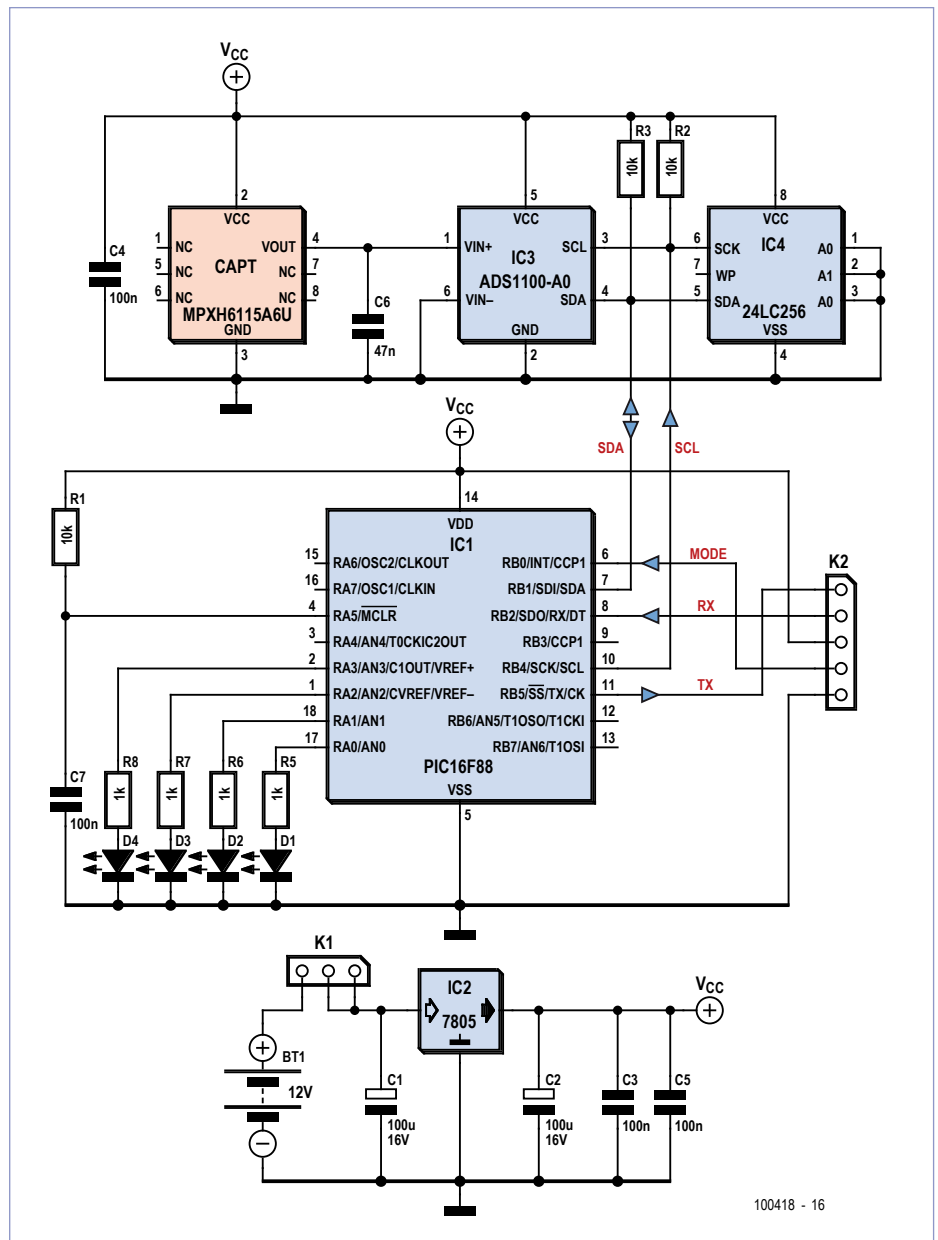 VCC
R3
10k
R2
10k
C4
100n
2
VCC
1 NC
5 NC
6 NC
VOUT 4
NC 7
NC 8
CAPT
MPXH6115A6U
GND
3
C6
47n
5
VCC
1 VIN+
6 VIN–
SCL 3
SDA 4
IC3
ADS1100-A0
GND
2
8
VCC
IC4
6 SCK
7 WP
5 SDA
A0 1
A1 2
A0 3
24LC256
VSS
4
SDA
SCL
VCC
R1
10k
14
VDD
IC1
15 RA6/OSC2/CLKOUT
16 RA7/OSC1/CLKIN
4 RA5/MCLR
3 RA4/AN4/T0CKIC2OUT
2 RA3/AN3/C1OUT/VREF+
1 RA2/AN2/CVREF/VREF–
18 RA1/AN1
17 RA0/AN0
RB0/INT/CCP1 6
RB1/SDI/SDA 7
RB2/SDO/RX/DT 8
RB3/CCP1 9
RB4/SCK/SCL 10
RB5/SS/TX/CK 11
RB6/AN5/T1OSO/T1CKI 12
RB7/AN6/T1OSI 13
PIC16F88
VSS
5
MODE
RX
TX
K2
C7
100n
R8
1k
R7
1k
R6
1k
R5
1k
D4
D3
D2
D1
K1
IC2
7805
VCC
BT1
12V
C1
100u
16V
C2
100u
16V
C3
100n
C5
100n
100418 - 16